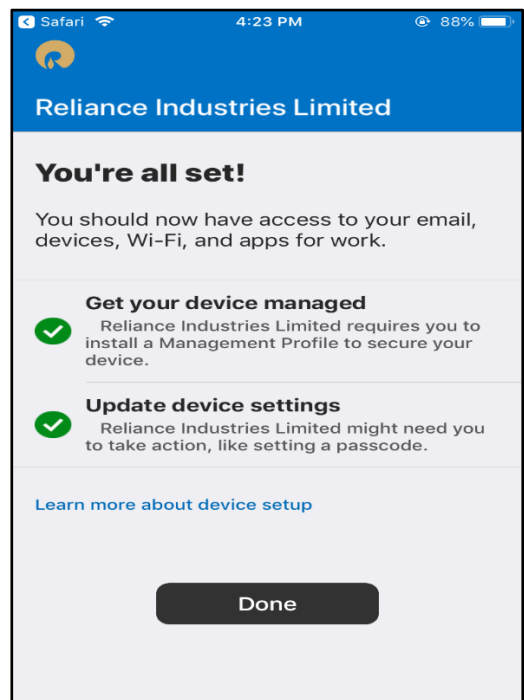 Safari 4:23 PM 88%
Reliance Industries Limited
You're all set!
You should now have access to your email,
devices, Wi-Fi, and apps for work.
Get your device managed
Reliance Industries Limited requires you to
install a Management Profile to secure your
device.
Update device settings
Reliance Industries Limited might need you
to take action, like setting a passcode.
Learn more about device setup
Done